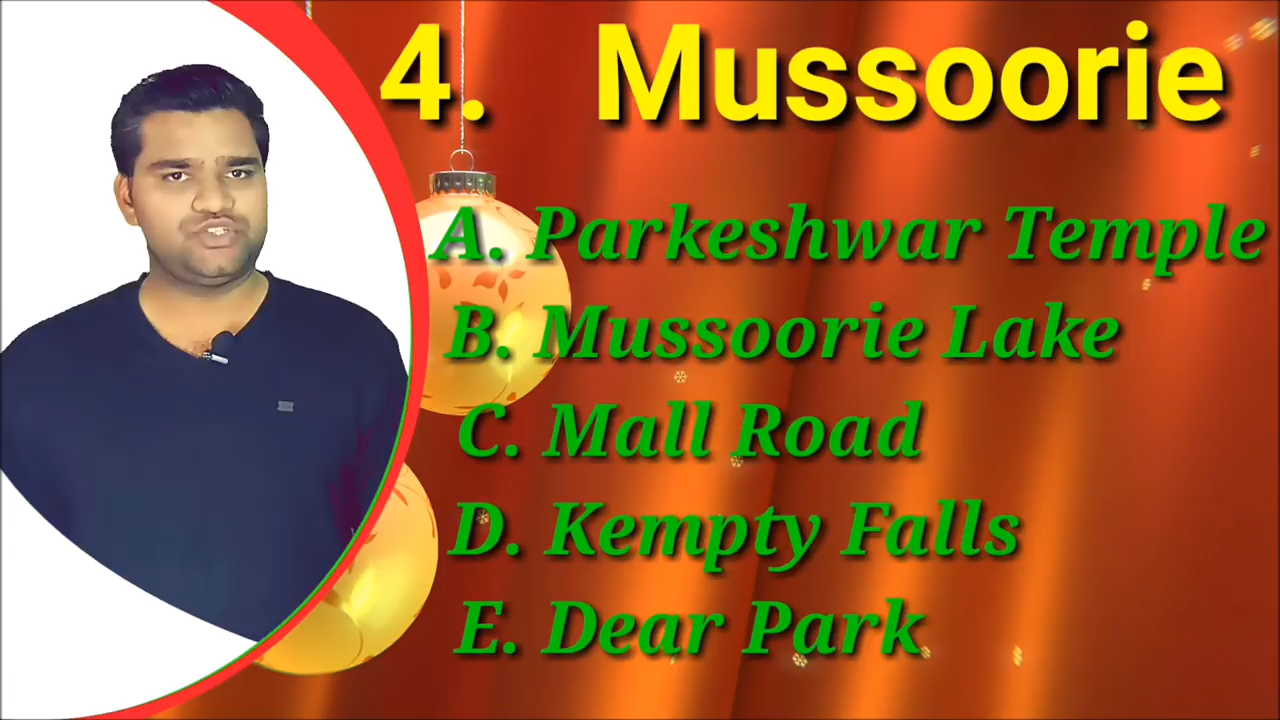 4. Mussoorie
A. Parkeshwar Temple
B. Mussoorie Lake
C. Mall Road
D. Kempty Falls
E. Dear Park